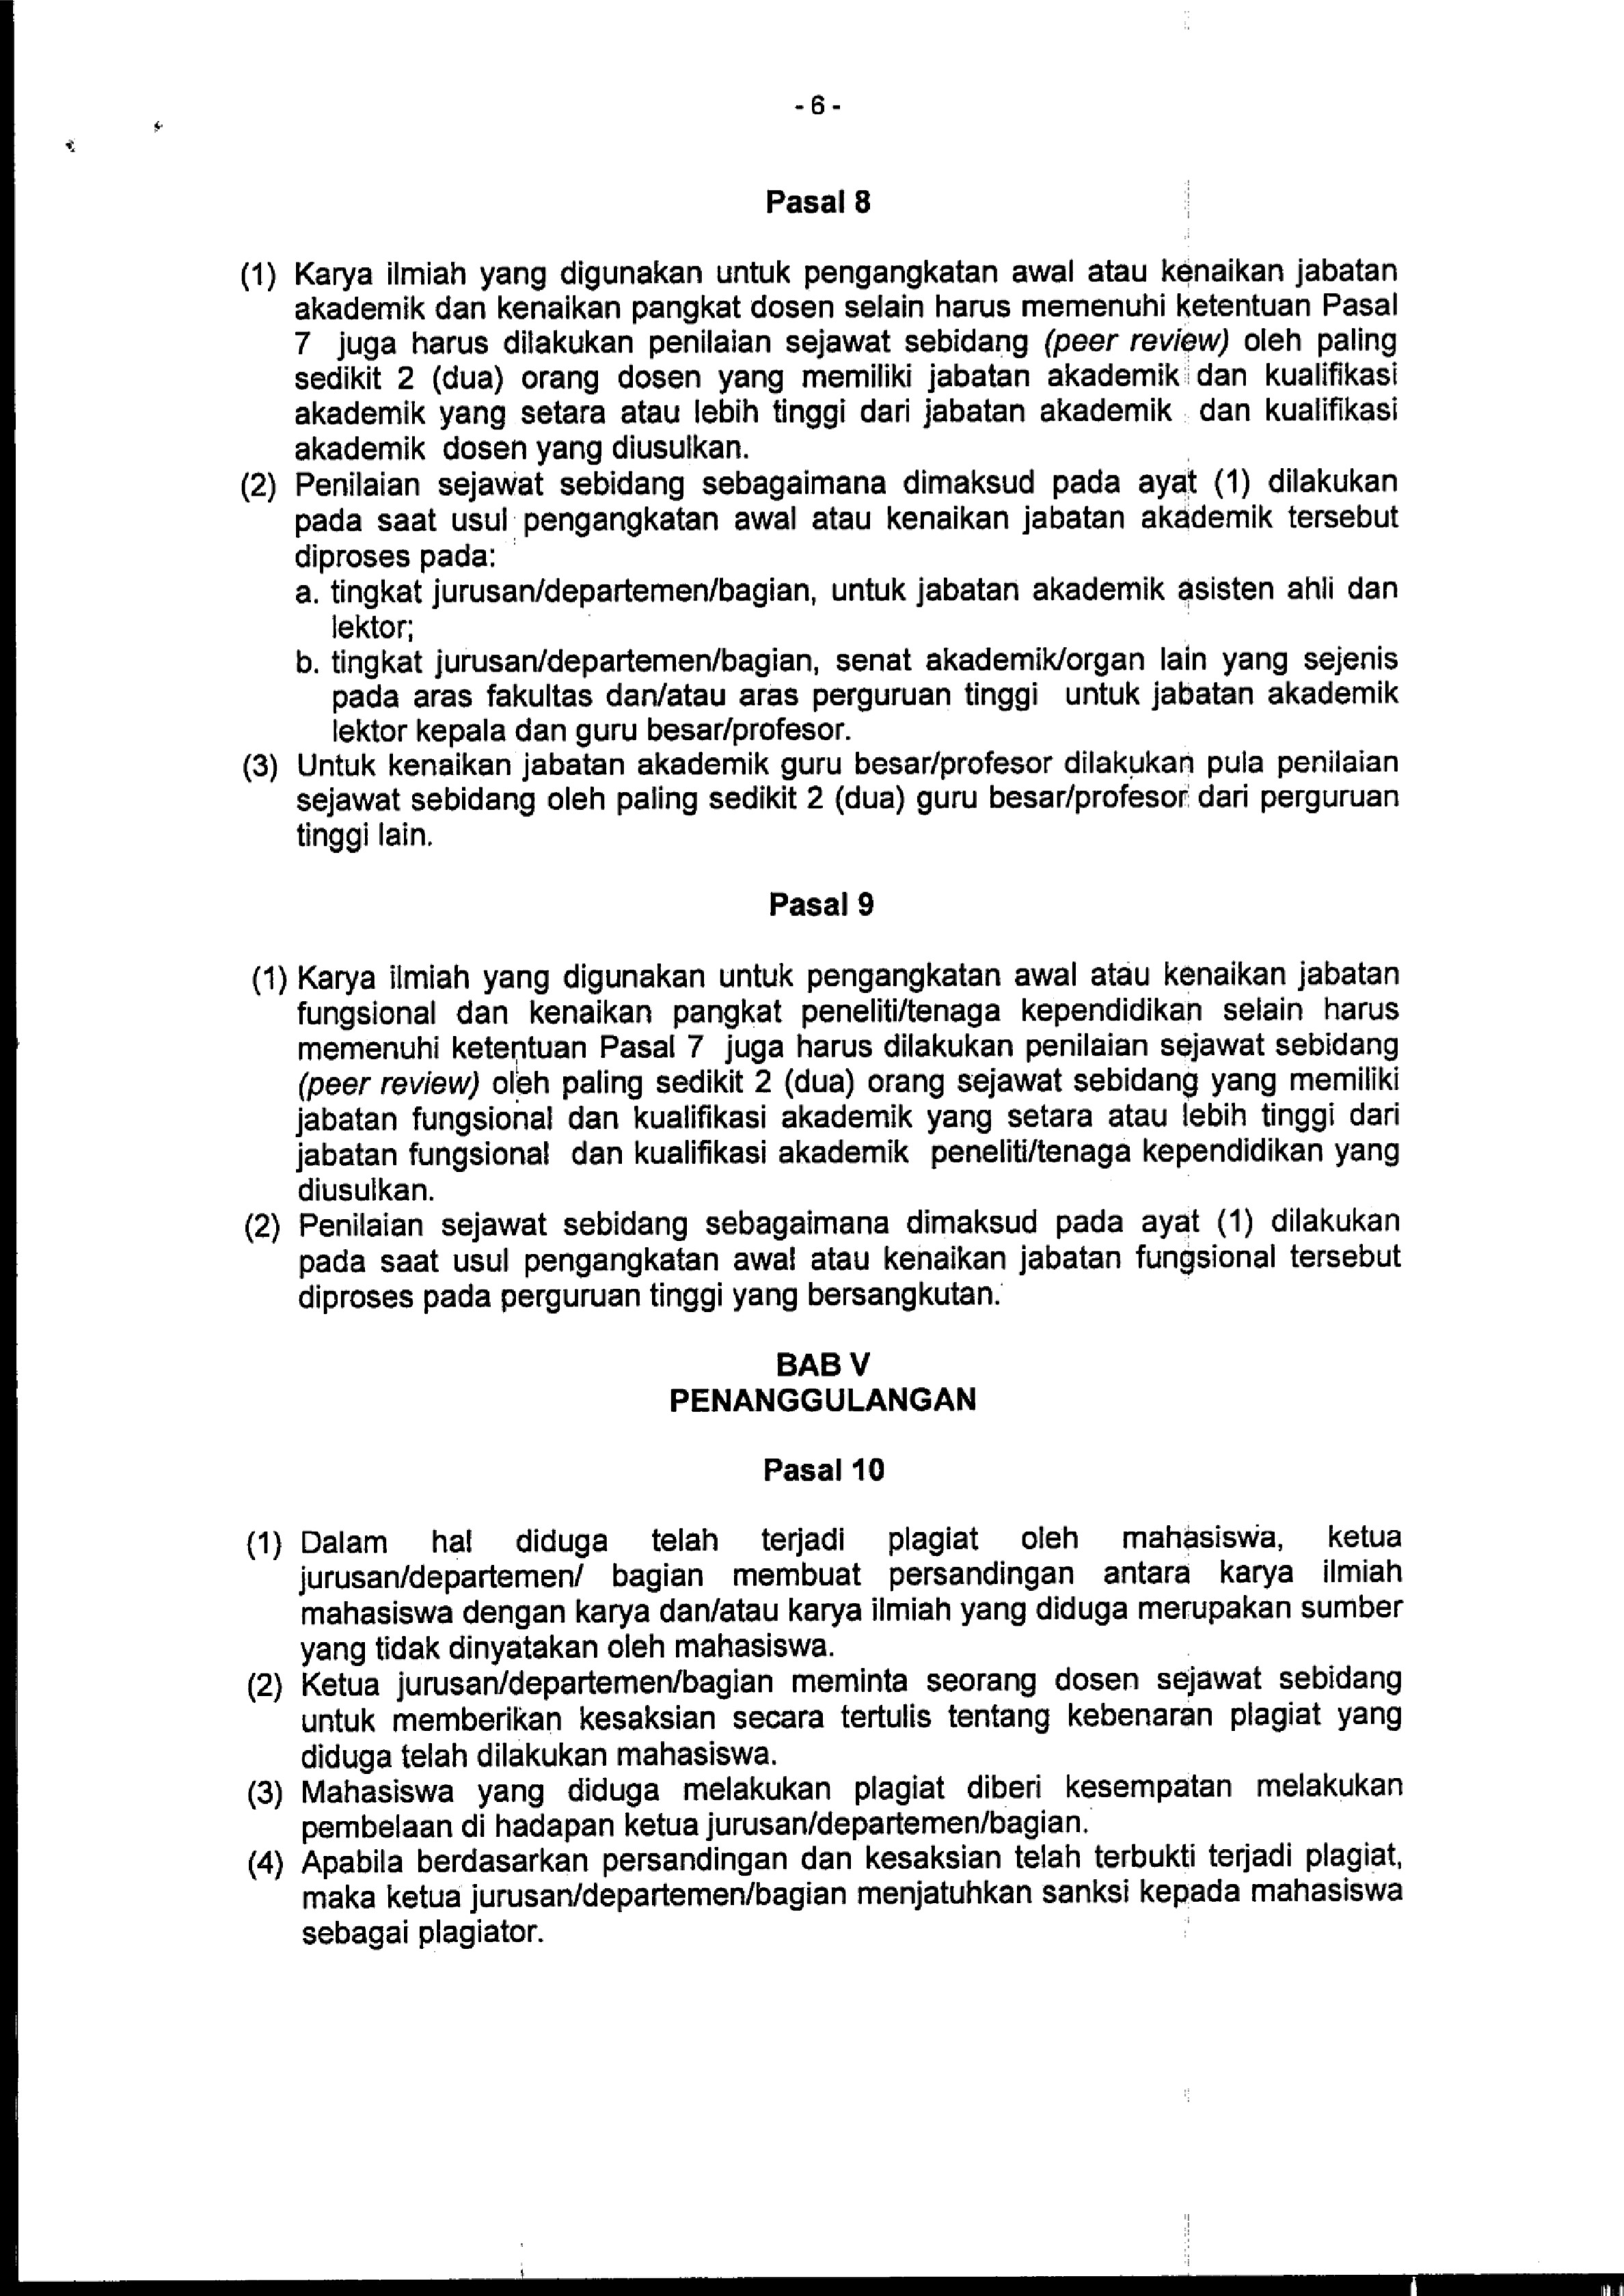 - 6 -
Pasal 8
(1) Karya ilmiah yang digunakan untuk pengangkatan awal atau kenaikan jabatan
akademik dan kenaikan pangkat dosen selain harus memenuhi ketentuan Pasal
7 juga harus dilakukan penilaian sejawat sebidang (peer review) oleh paling
sedikit 2 (dua) orang dosen yang memiliki jabatan akademik dan kualifikasi
akademik yang setara atau lebih tinggi dari jabatan akademik dan kualifikasi
akademik dosen yang diusulkan.
(2) Penilaian sejawat sebidang sebagaimana dimaksud pada ayat (1) dilakukan
pada saat usul pengangkatan awal atau kenaikan jabatan akademik tersebut
diproses pada:
a. tingkat jurusan/departemen/bagian, untuk jabatan akademik asisten ahli dan
lektor;
b. tingkat jurusan/departemen/bagian, senat akademik/organ lain yang sejenis
pada aras fakultas dan/atau aras perguruan tinggi untuk jabatan akademik
lektor kepala dan guru besar/profesor.
(3) Untuk kenaikan jabatan akademik guru besar/profesor dilakukan pula penilaian
sejawat sebidang oleh paling sedikit 2 (dua) guru besar/profesor dari perguruan
tinggi lain.
Pasal 9
(1) Karya ilmiah yang digunakan untuk pengangkatan awal atau kenaikan jabatan
fungsional dan kenaikan pangkat peneliti/tenaga kependidikan selain harus
memenuhi ketentuan Pasal 7 juga harus dilakukan penilaian sejawat sebidang
(peer review) oleh paling sedikit 2 (dua) orang sejawat sebidang yang memiliki
jabatan fungsional dan kualifikasi akademik yang setara atau lebih tinggi dari
jabatan fungsional dan kualifikasi akademik peneliti/tenaga kependidikan yang
diusulkan.
(2) Penilaian sejawat sebidang sebagaimana dimaksud pada ayat (1) dilakukan
pada saat usul pengangkatan awal atau kenaikan jabatan fungsional tersebut
diproses pada perguruan tinggi yang bersangkutan.
BAB V
PENANGGULANGAN
Pasal 10
(1) Dalam hal diduga telah terjadi plagiat oleh mahasiswa, ketua
jurusan/departemen/ bagian membuat persandingan antara karya ilmiah
mahasiswa dengan karya dan/atau karya ilmiah yang diduga merupakan sumber
yang tidak dinyatakan oleh mahasiswa.
(2) Ketua jurusan/departemen/bagian meminta seorang dosen sejawat sebidang
untuk memberikan kesaksian secara tertulis tentang kebenaran plagiat yang
diduga telah dilakukan mahasiswa.
(3) Mahasiswa yang diduga melakukan plagiat diberi kesempatan melakukan
pembelaan di hadapan ketua jurusan/departemen/bagian.
(4) Apabila berdasarkan persandingan dan kesaksian telah terbukti terjadi plagiat,
maka ketua jurusan/departemen/bagian menjatuhkan sanksi kepada mahasiswa
sebagai plagiator.